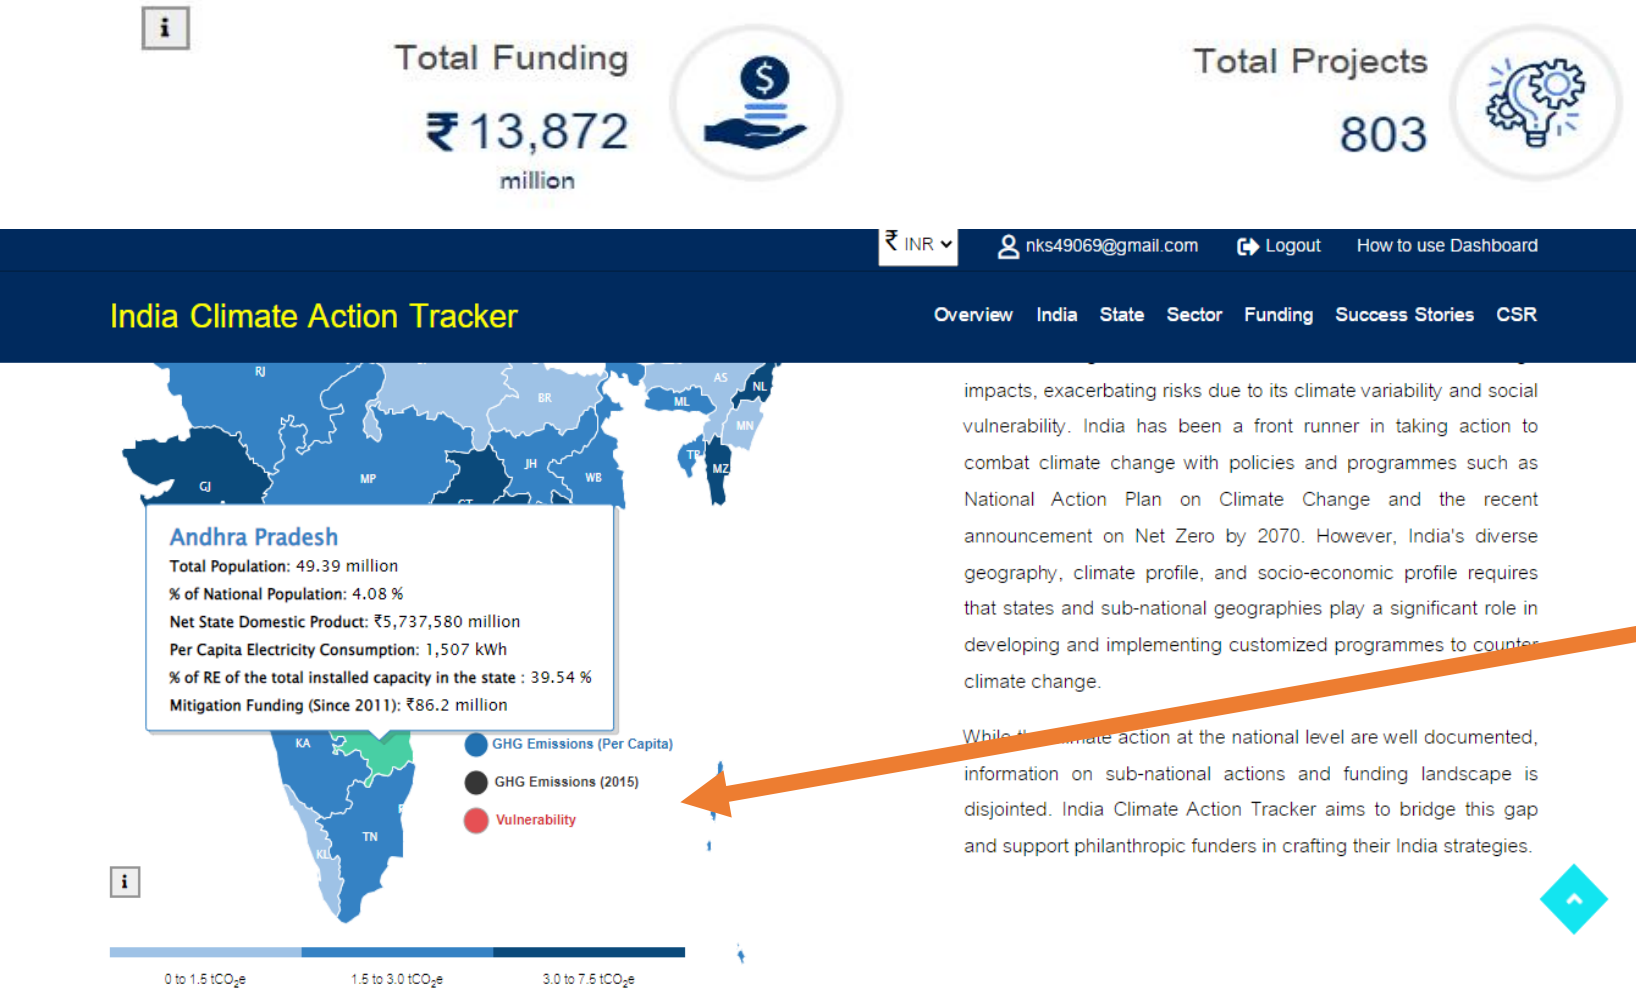 i
Total Funding
₹ 13,872
million
Total Projects
803
₹ INR
nks49069@gmail.com
Logout
How to use Dashboard
India Climate Action Tracker
Overview India State Sector Funding Success Stories CSR
RJ
BR
AS
NL
ML
MN
GJ
MP
JH
WB
TR
MZ
CT
Andhra Pradesh
Total Population: 49.39 million
% of National Population: 4.08 %
Net State Domestic Product: ₹5,737,580 million
Per Capita Electricity Consumption: 1,507 kWh
% of RE of the total installed capacity in the state : 39.54 %
Mitigation Funding (Since 2011): ₹86.2 million
KA
TN
KL
GHG Emissions (Per Capita)
GHG Emissions (2015)
Vulnerability
i
0 to 1.5 tCO₂e
1.5 to 3.0 tCO₂e
3.0 to 7.5 tCO₂e
impacts, exacerbating risks due to its climate variability and social
vulnerability. India has been a front runner in taking action to
combat climate change with policies and programmes such as
National Action Plan on Climate Change and the recent
announcement on Net Zero by 2070. However, India's diverse
geography, climate profile, and socio-economic profile requires
that states and sub-national geographies play a significant role in
developing and implementing customized programmes to counter
climate change.
While the climate action at the national level are well documented,
information on sub-national actions and funding landscape is
disjointed. India Climate Action Tracker aims to bridge this gap
and support philanthropic funders in crafting their India strategies.